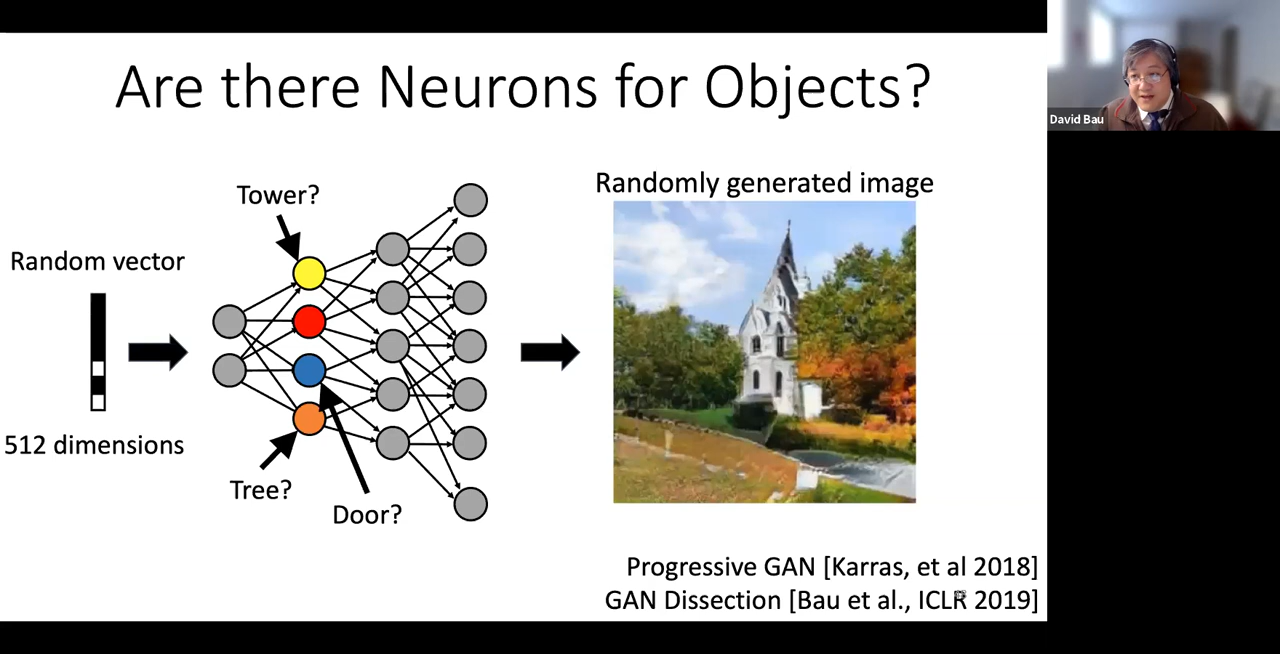 Are there Neurons for Objects?
David Bau
Tower?
Randomly generated image
Random vector
512 dimensions
Tree?
Door?
Progressive GAN [Karras, et al 2018]
GAN Dissection [Bau et al., ICLR 2019]